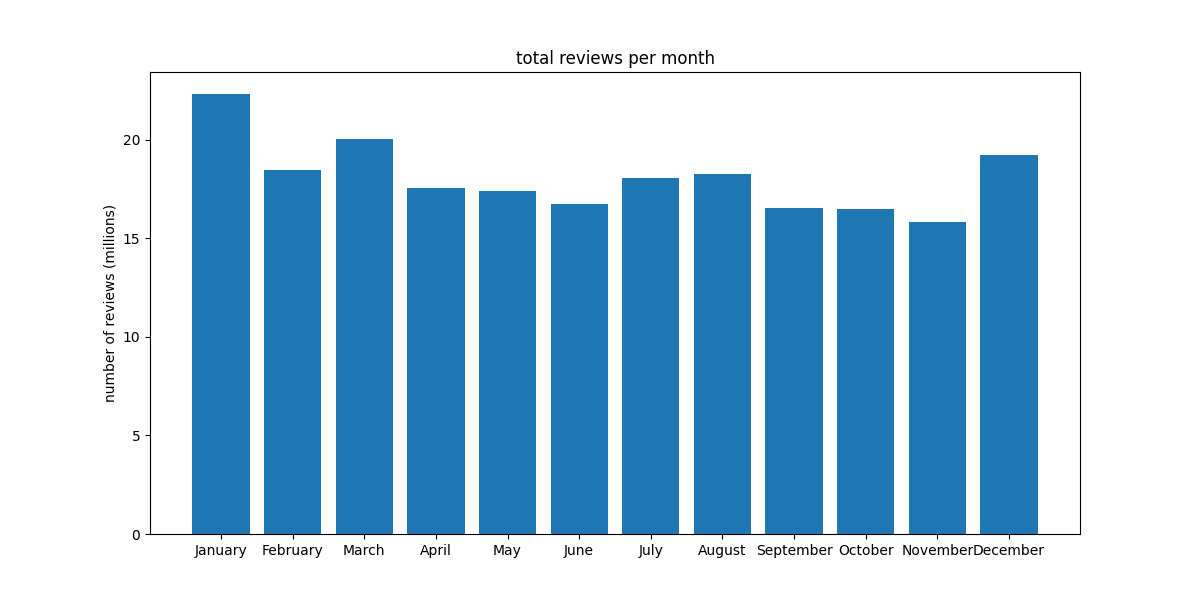 total reviews per month
number of reviews (millions)
20
15
10
5
0
January February March April May June July August September October November December